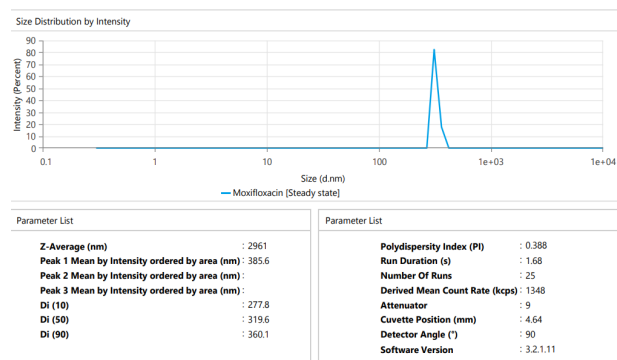 Size Distribution by Intensity
90
80
70
60
50
40
30
20
10
0
Intensity (Percent)
0.1 1 10 100 1e+03 1e+04
Size (d.nm)
Moxifloxacin [Steady state]
Parameter List
Z-Average (nm) : 2961
Peak 1 Mean by Intensity ordered by area (nm) : 385.6
Peak 2 Mean by Intensity ordered by area (nm) :
Peak 3 Mean by Intensity ordered by area (nm) :
Di (10) : 277.8
Di (50) : 319.6
Di (90) : 360.1
Parameter List
Polydispersity Index (PI) : 0.388
Run Duration (s) : 1.68
Number Of Runs : 25
Derived Mean Count Rate (kcps) : 1348
Attenuator : 9
Cuvette Position (mm) : 4.64
Detector Angle (°) : 90
Software Version : 3.2.1.11